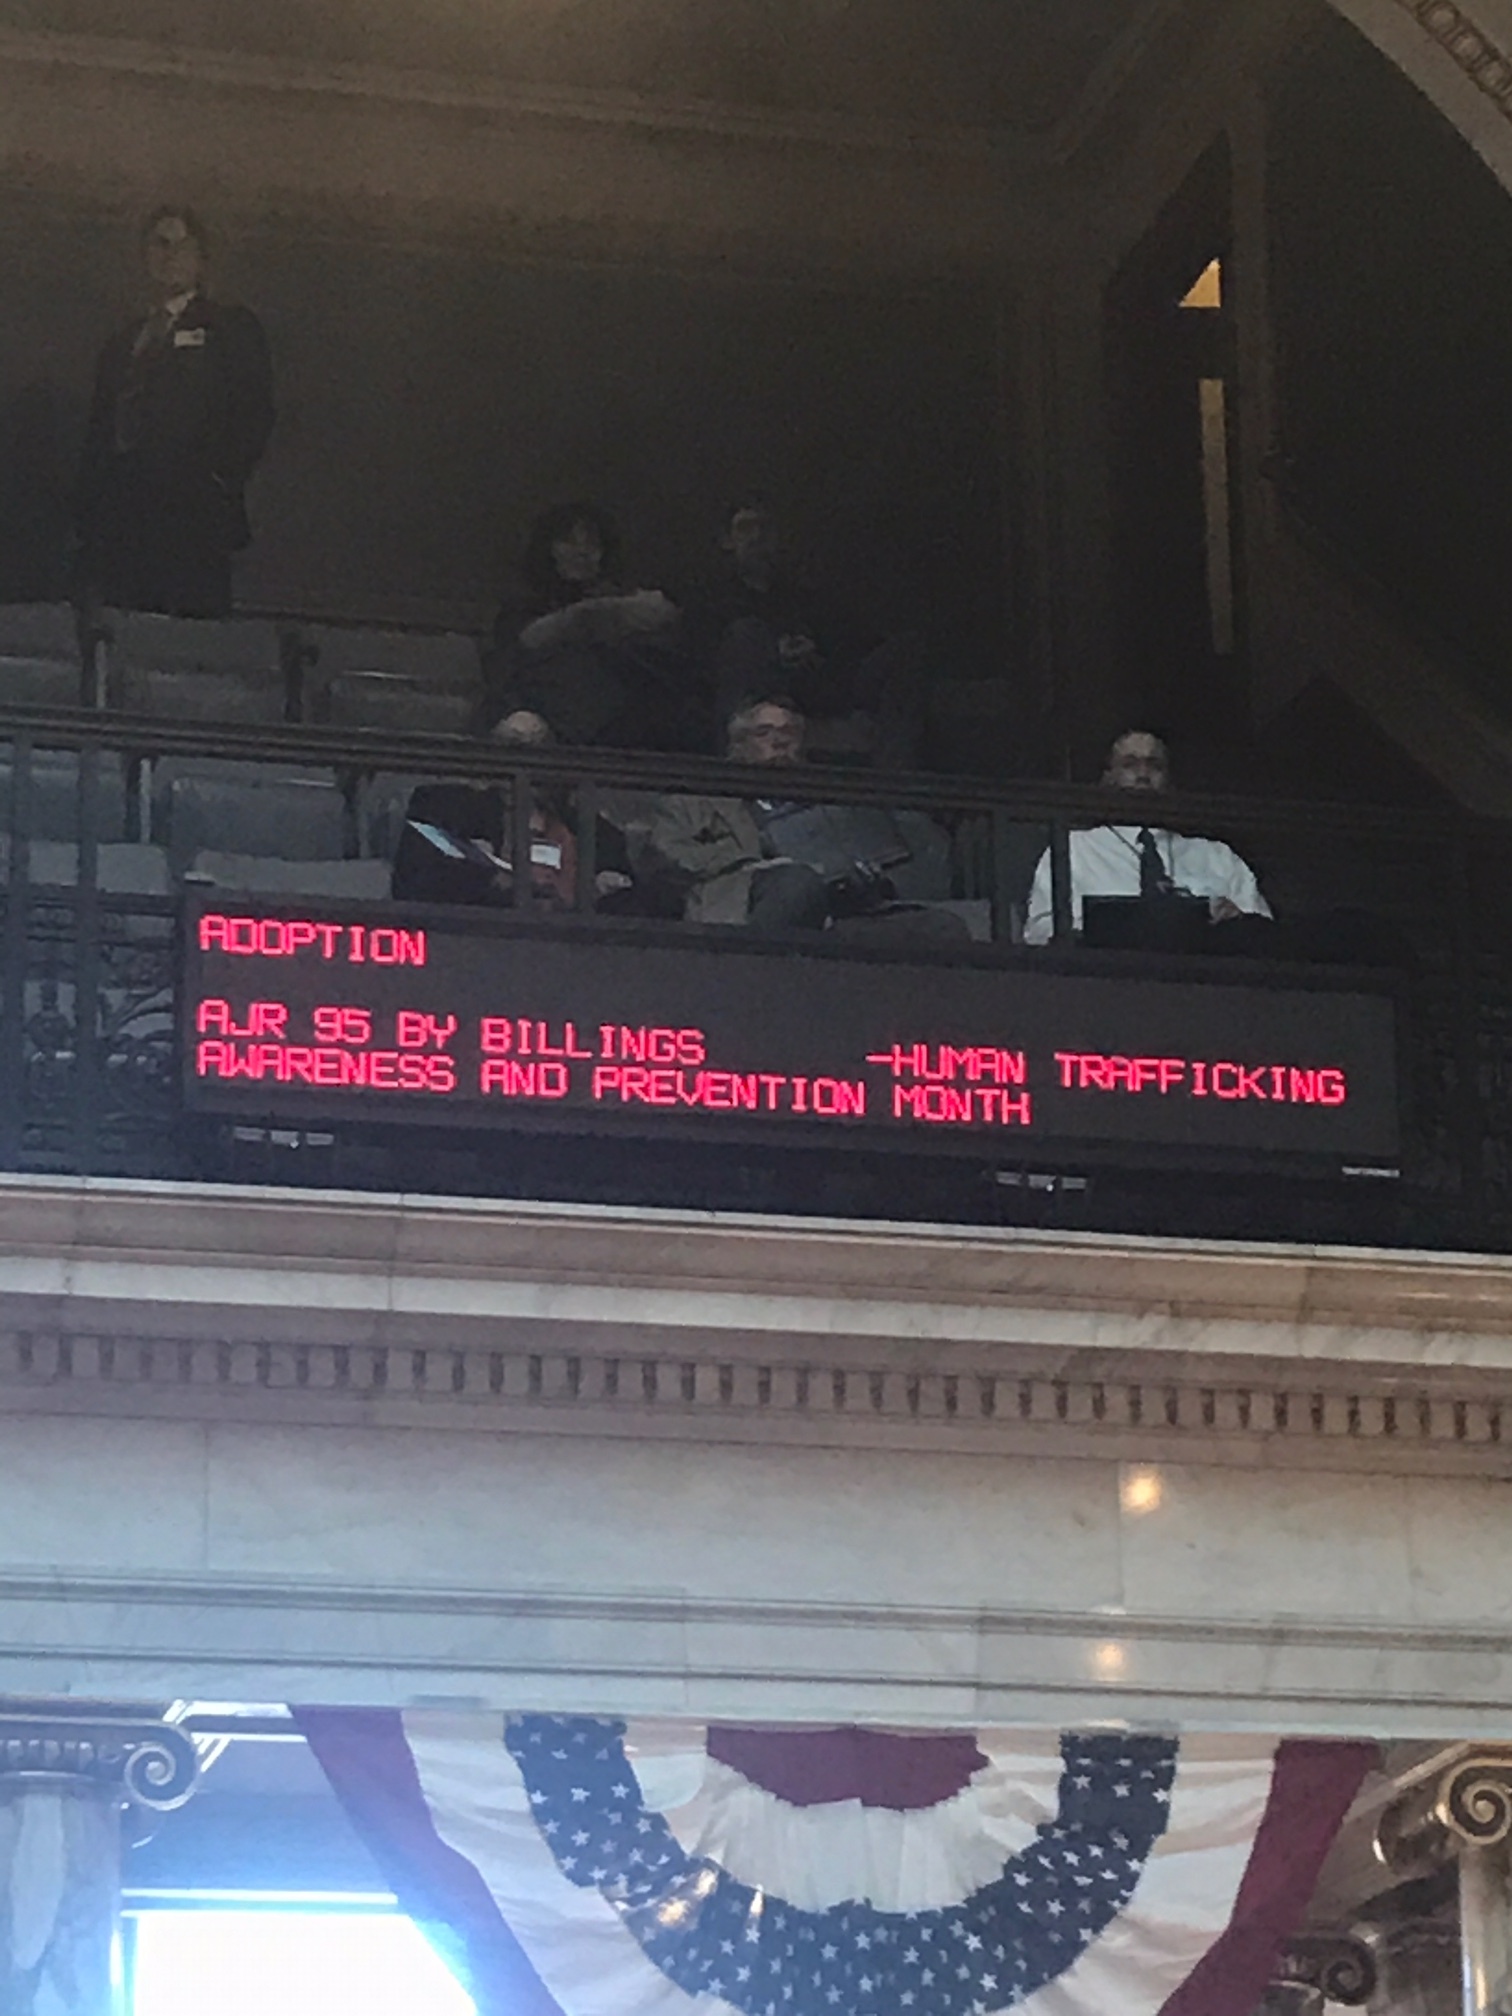 ADOPTION
AJR 95 BY BILLINGS -HUMAN TRAFFICKING
AWARENESS AND PREVENTION MONTH